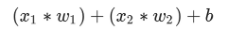 (x₁ * w₁) + (x₂ * w₂) + b